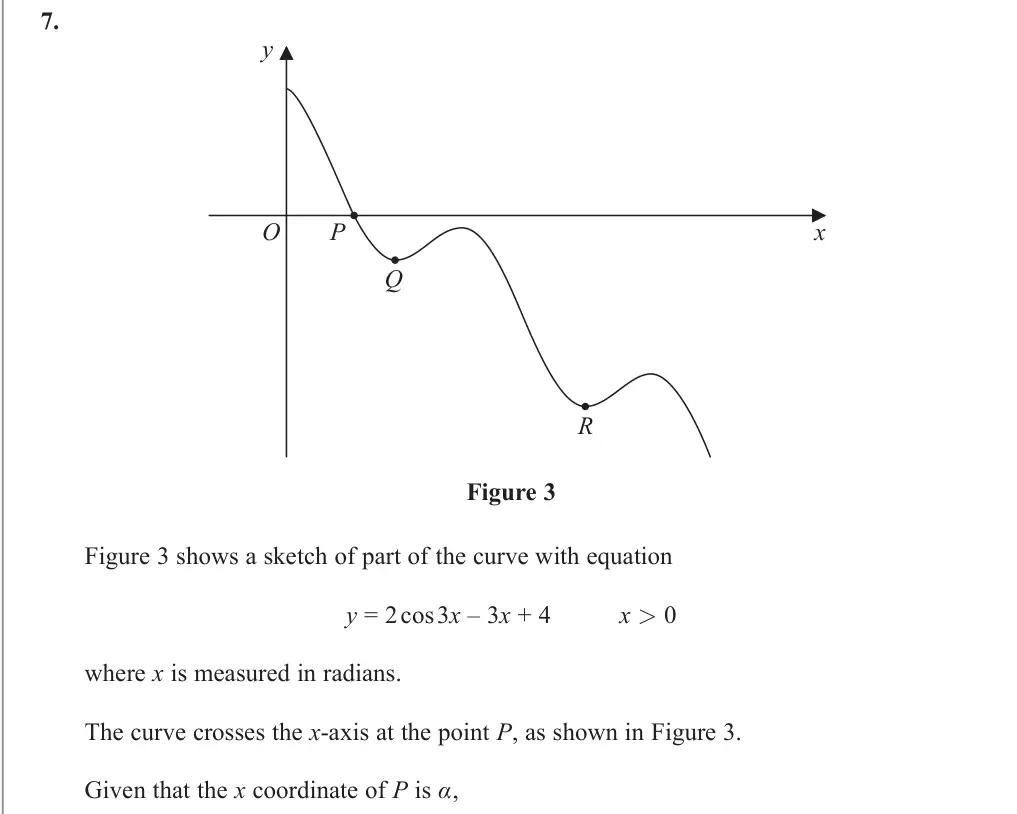 7.
y
O
P
x
Q
R
Figure 3
Figure 3 shows a sketch of part of the curve with equation
y = 2 cos 3x – 3x + 4 x > 0
where x is measured in radians.
The curve crosses the x-axis at the point P, as shown in Figure 3.
Given that the x coordinate of P is α,